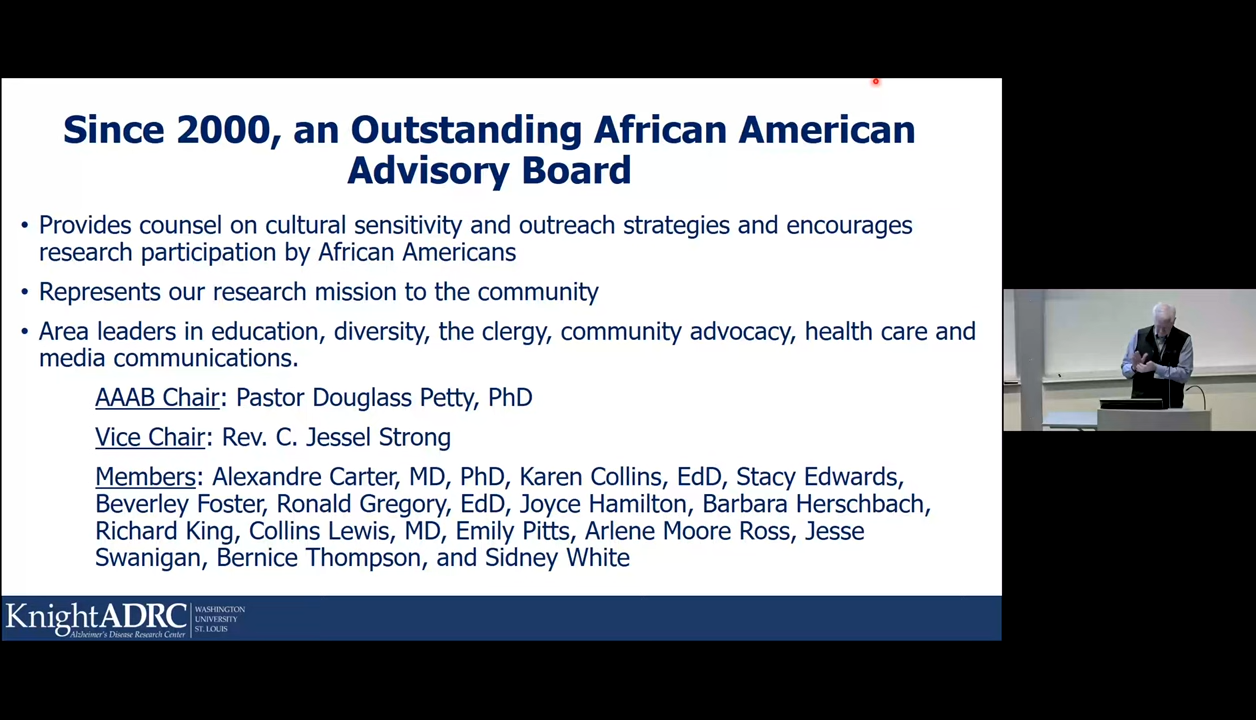 Since 2000, an Outstanding African American
Advisory Board
• Provides counsel on cultural sensitivity and outreach strategies and encourages
research participation by African Americans
• Represents our research mission to the community
• Area leaders in education, diversity, the clergy, community advocacy, health care and
media communications.
AAAB Chair: Pastor Douglass Petty, PhD
Vice Chair: Rev. C. Jessel Strong
Members: Alexandre Carter, MD, PhD, Karen Collins, EdD, Stacy Edwards,
Beverley Foster, Ronald Gregory, EdD, Joyce Hamilton, Barbara Herschbach,
Richard King, Collins Lewis, MD, Emily Pitts, Arlene Moore Ross, Jesse
Swanigan, Bernice Thompson, and Sidney White
KnightADRC
Alzheimer's Disease Research Center
WASHINGTON
UNIVERSITY
ST. LOUIS